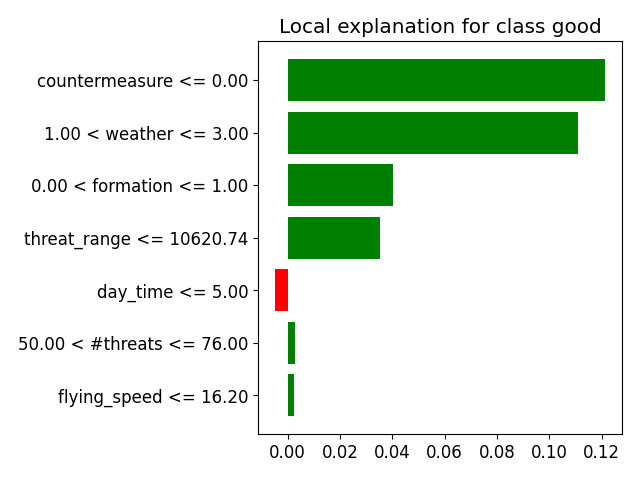 Local explanation for class good
countermeasure <= 0.00
1.00 < weather <= 3.00
0.00 < formation <= 1.00
threat_range <= 10620.74
day_time <= 5.00
50.00 < #threats <= 76.00
flying_speed <= 16.20
0.00 0.02 0.04 0.06 0.08 0.10 0.12